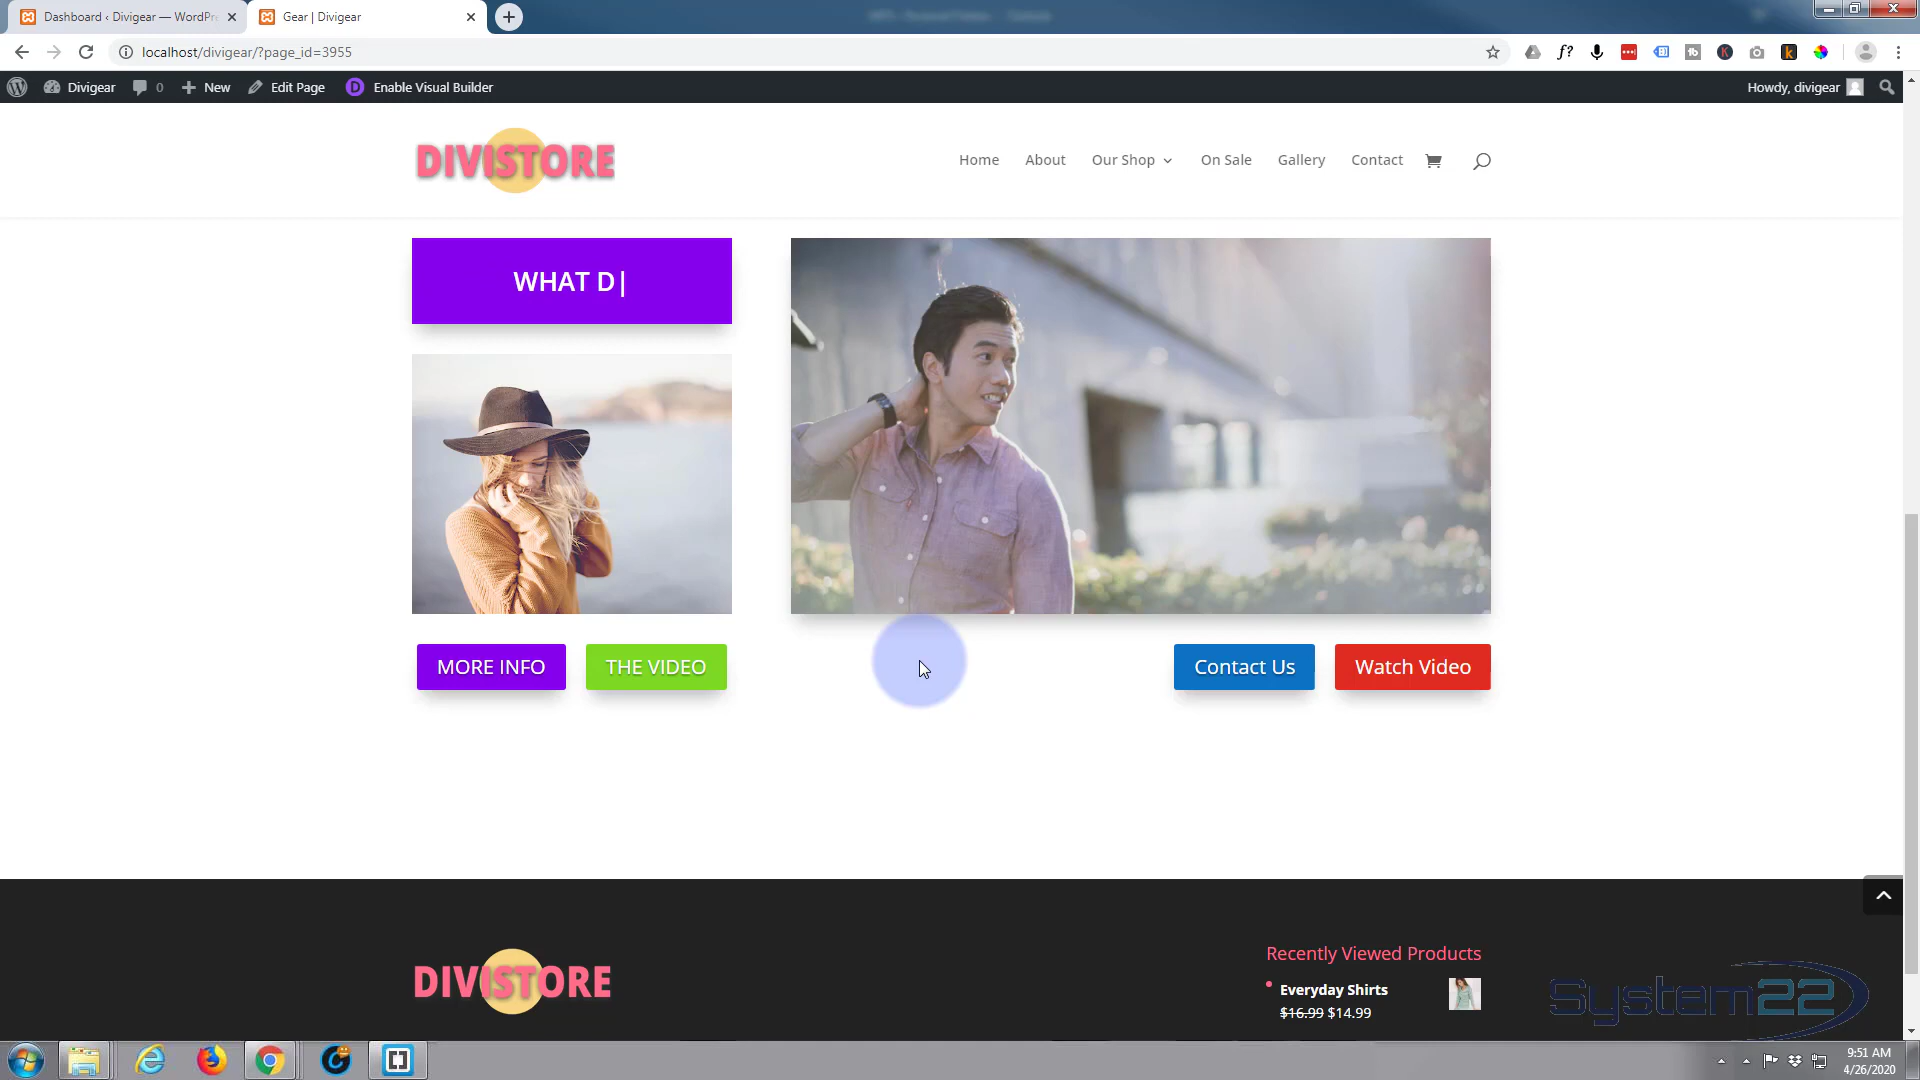 Dashboard ‹ Divigear — WordPre
Gear | Divigear
localhost/divigear/?page_id=3955
Divigear
0
New
Edit Page
Enable Visual Builder
Howdy, divigear
DIVISTORE
Home
About
Our Shop
On Sale
Gallery
Contact
WHAT D|
MORE INFO
THE VIDEO
Contact Us
Watch Video
DIVISTORE
Recently Viewed Products
Everyday Shirts
$16.99 $14.99
System22
9:51 AM
4/26/2020